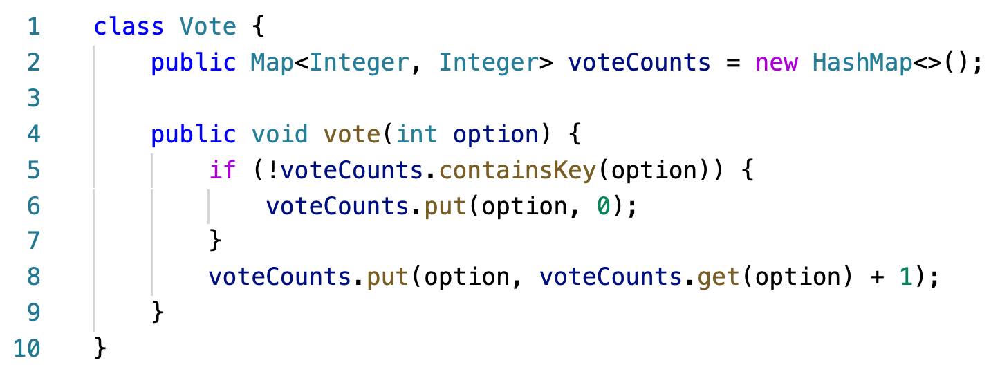 1 class Vote {
2     public Map<Integer, Integer> voteCounts = new HashMap<>();
3
4     public void vote(int option) {
5         if (!voteCounts.containsKey(option)) {
6             voteCounts.put(option, 0);
7         }
8         voteCounts.put(option, voteCounts.get(option) + 1);
9     }
10 }